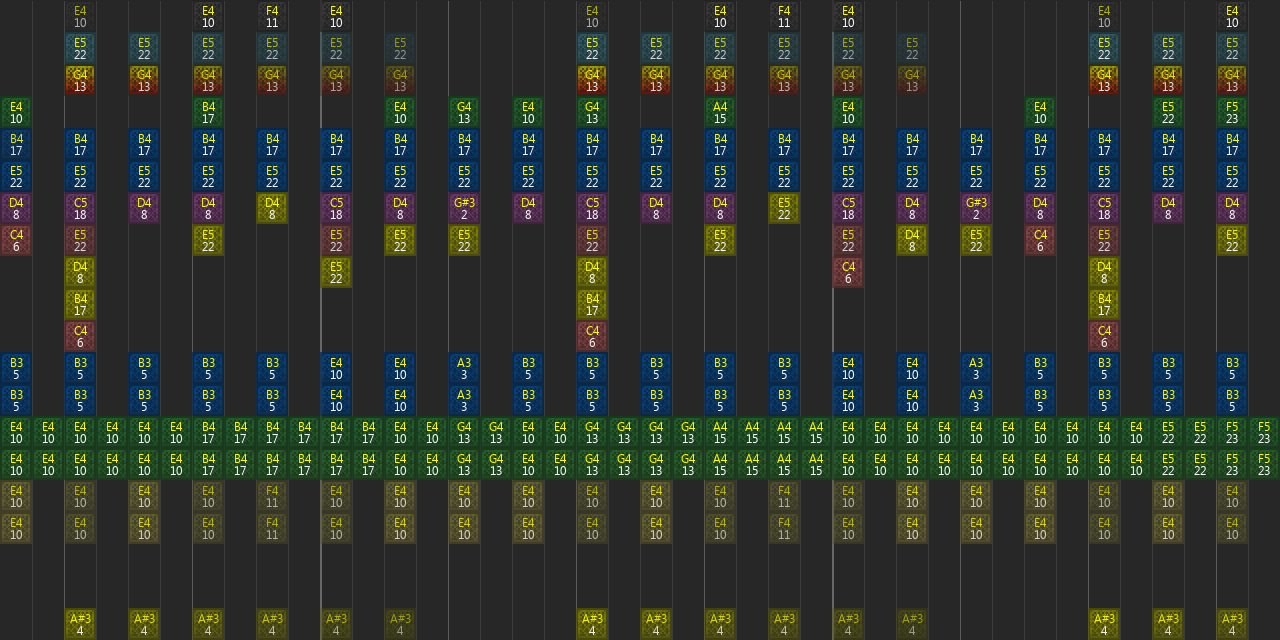 E4 E4 F4 E4 E4 E4 F4 E4 E4 E4
10 10 11 10 10 10 11 10 10 10
E5 E5 E5 E5 E5 E5 E5 E5 E5 E5 E5 E5 E5 E5 E5
22 22 22 22 22 22 22 22 22 22 22 22 22 22 22
G4 G4 G4 G4 G4 G4 G4 G4 G4 G4 G4 G4 G4 G4 G4
13 13 13 13 13 13 13 13 13 13 13 13 13 13 13
E4 B4 E4 G4 E4 G4 A4 E4 E4 E5 F5
10 17 10 13 10 13 15 10 10 22 23
B4 B4 B4 B4 B4 B4 B4 B4 B4 B4 B4 B4 B4 B4 B4 B4 B4 B4 B4 B4
17 17 17 17 17 17 17 17 17 17 17 17 17 17 17 17 17 17 17 17
E5 E5 E5 E5 E5 E5 E5 E5 E5 E5 E5 E5 E5 E5 E5 E5 E5 E5 E5 E5
22 22 22 22 22 22 22 22 22 22 22 22 22 22 22 22 22 22 22 22
D4 C5 D4 D4 D4 C5 D4 G#3 D4 C5 D4 D4 E5 C5 D4 G#3 D4 C5 D4 D4
8 18 8 8 8 18 8 2 8 18 8 8 22 18 8 2 8 18 8 8
C4 E5 E5 E5 E5 E5 E5 E5 E5 D4 E5 C4 E5 E5
6 22 22 22 22 22 22 22 22 8 22 6 22 22
D4 E5 D4 C4 D4
8 22 8 6 8
B4 B4 B4
17 17 17
C4 C4 C4
6 6 6
B3 B3 B3 B3 B3 E4 E4 A3 B3 B3 B3 B3 B3 E4 E4 A3 B3 B3 B3 B3
5 5 5 5 5 10 10 3 5 5 5 5 5 10 10 3 5 5 5 5
B3 B3 B3 B3 B3 E4 E4 A3 B3 B3 B3 B3 B3 E4 E4 A3 B3 B3 B3 B3
5 5 5 5 5 10 10 3 5 5 5 5 5 10 10 3 5 5 5 5
E4 E4 E4 E4 E4 E4 B4 B4 B4 B4 B4 B4 E4 E4 G4 G4 E4 E4 G4 G4 G4 G4 A4 A4 A4 A4 E4 E4 E4 E4 E4 E4 E4 E4 E4 E4 E5 E5 F5 F5
10 10 10 10 10 10 17 17 17 17 17 17 10 10 13 13 10 10 13 13 13 13 15 15 15 15 10 10 10 10 10 10 10 10 10 10 22 22 23 23
E4 E4 E4 E4 E4 E4 B4 B4 B4 B4 B4 B4 E4 E4 G4 G4 E4 E4 G4 G4 G4 G4 A4 A4 A4 A4 E4 E4 E4 E4 E4 E4 E4 E4 E4 E4 E5 E5 F5 F5
10 10 10 10 10 10 17 17 17 17 17 17 10 10 13 13 10 10 13 13 13 13 15 15 15 15 10 10 10 10 10 10 10 10 10 10 22 22 23 23
E4 E4 E4 E4 F4 E4 E4 E4 E4 E4 E4 E4 F4 E4 E4 E4 E4 E4 E4 E4
10 10 10 10 11 10 10 10 10 10 10 10 11 10 10 10 10 10 10 10
E4 E4 E4 E4 F4 E4 E4 E4 E4 E4 E4 E4 F4 E4 E4 E4 E4 E4 E4 E4
10 10 10 10 11 10 10 10 10 10 10 10 11 10 10 10 10 10 10 10
A#3 A#3 A#3 A#3 A#3 A#3 A#3 A#3 A#3 A#3 A#3 A#3 A#3 A#3 A#3
4 4 4 4 4 4 4 4 4 4 4 4 4 4 4